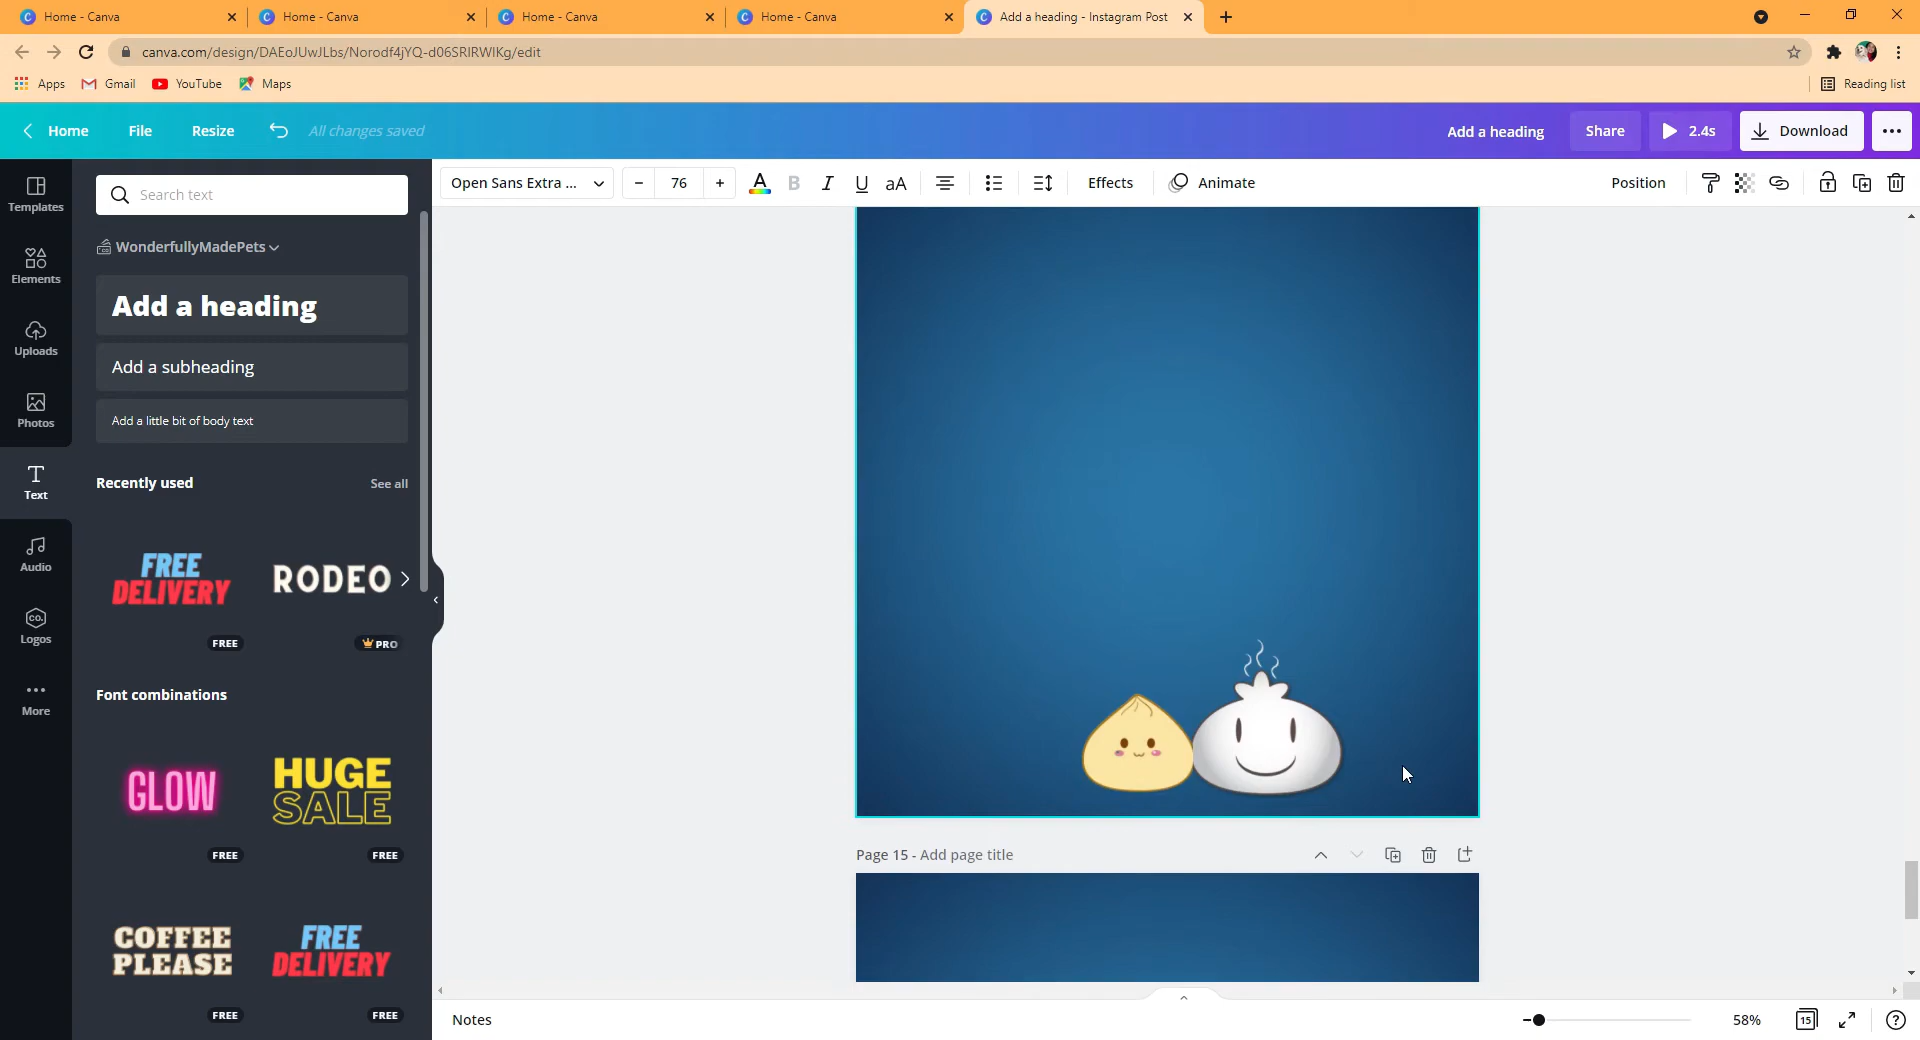 Home - Canva
Home - Canva
Home - Canva
Home - Canva
Add a heading - Instagram Post
canva.com/design/DAEoJUwJLbs/Norodf4jYQ-d06SRIRWIKg/edit
Apps
Gmail
YouTube
Maps
Reading list
Home
File
Resize
All changes saved
Add a heading
Share
2.4s
Download
Templates
Elements
Uploads
Photos
Text
Audio
CO.
Logos
More
Search text
WonderfullyMadePets
Add a heading
Add a subheading
Add a little bit of body text
Recently used
See all
FREE
DELIVERY
FREE
RODEO
PRO
Font combinations
GLOW
FREE
HUGE
SALE
FREE
COFFEE
PLEASE
FREE
FREE
DELIVERY
FREE
Open Sans Extra ...
- 76 +
A
B
I
U
aA
Effects
Animate
Position
Page 15 - Add page title
Notes
58%
15
?